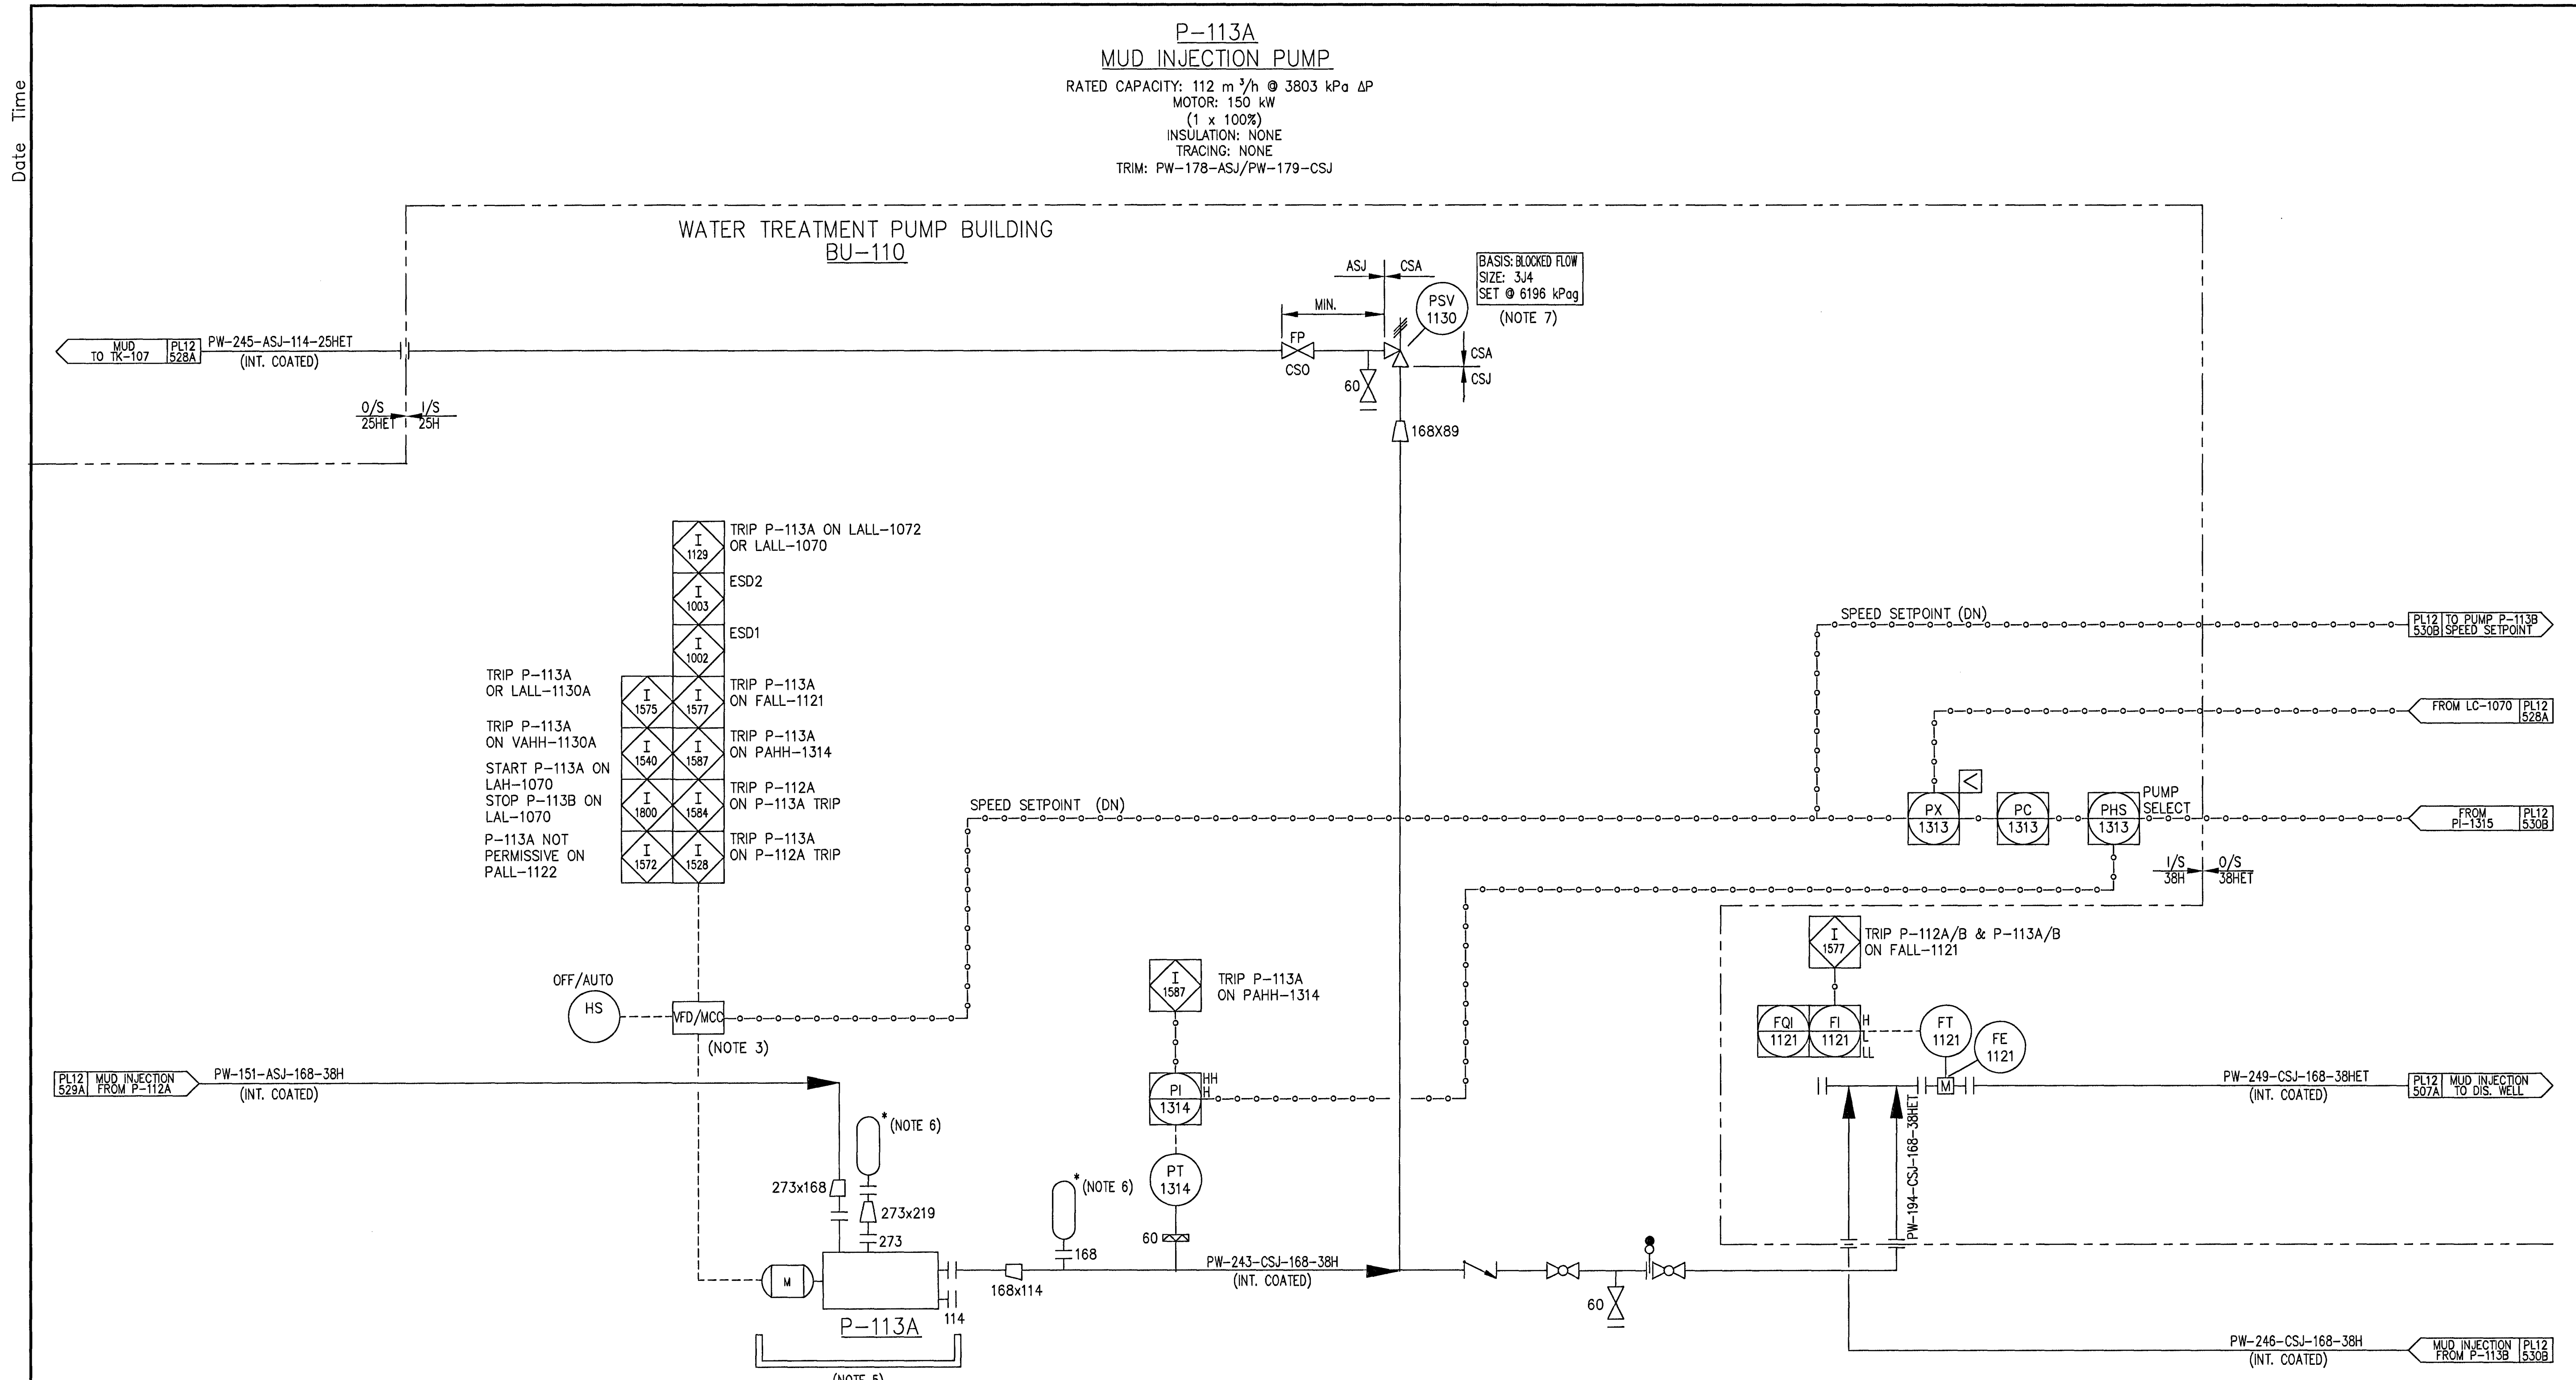 Date Time
P-113A
MUD INJECTION PUMP
RATED CAPACITY: 112 m³/h @ 3803 kPa ΔP
MOTOR: 150 kW
(1 x 100%)
INSULATION: NONE
TRACING: NONE
TRIM: PW-178-ASJ/PW-179-CSJ
WATER TREATMENT PUMP BUILDING
BU-110
MUD
TO TK-107
PL12
528A
PW-245-ASJ-114-25HET
(INT. COATED)
O/S
25HET
I/S
25H
MIN.
FP
CSO
60
ASJ
CSA
PSV
1130
BASIS: BLOCKED FLOW
SIZE: 3J4
SET @ 6196 kPag
(NOTE 7)
CSA
CSJ
168X89
I
1129
TRIP P-113A ON LALL-1072
OR LALL-1070
I
1003
ESD2
I
1002
ESD1
TRIP P-113A
OR LALL-1130A
I
1575
I
1577
TRIP P-113A
ON FALL-1121
TRIP P-113A
ON VAHH-1130A
I
1540
I
1587
TRIP P-113A
ON PAHH-1314
START P-113A ON
LAH-1070
STOP P-113B ON
LAL-1070
I
1800
I
1584
TRIP P-112A
ON P-113A TRIP
P-113A NOT
PERMISSIVE ON
PALL-1122
I
1572
I
1528
TRIP P-113A
ON P-112A TRIP
SPEED SETPOINT (DN)
SPEED SETPOINT (DN)
PL12
530B
TO PUMP P-113B
SPEED SETPOINT
FROM LC-1070
PL12
528A
<
PX
1313
PC
1313
PHS
1313
PUMP
SELECT
FROM
PI-1315
PL12
530B
I/S
38H
O/S
38HET
OFF/AUTO
HS
VFD/MCC
(NOTE 3)
I
1587
TRIP P-113A
ON PAHH-1314
PI
1314
HH
H
PT
1314
60
I
1577
TRIP P-112A/B & P-113A/B
ON FALL-1121
FQI
1121
FI
1121
H
L
LL
FT
1121
FE
1121
M
PL12
529A
MUD INJECTION
FROM P-112A
PW-151-ASJ-168-38H
(INT. COATED)
PW-249-CSJ-168-38HET
(INT. COATED)
PL12
507A
MUD INJECTION
TO DIS. WELL
PW-194-CSJ-168-38HET
* (NOTE 6)
273x168
273x219
273
* (NOTE 6)
168
M
168x114
114
P-113A
(NOTE 5)
PW-243-CSJ-168-38H
(INT. COATED)
60
PW-246-CSJ-168-38H
(INT. COATED)
MUD INJECTION
FROM P-113B
PL12
530B